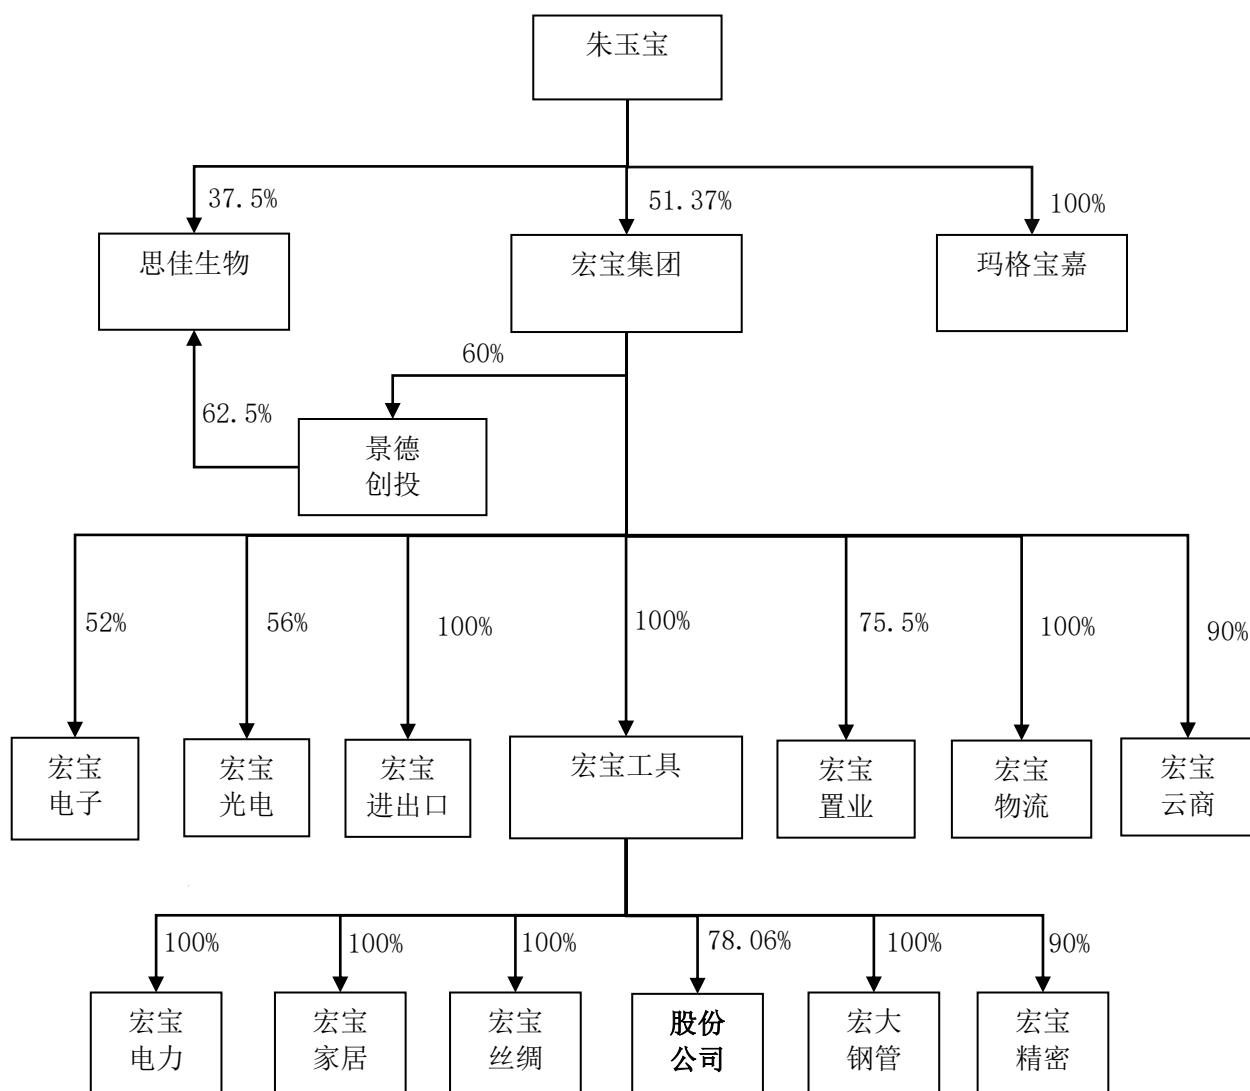 朱玉宝
37.5%
51.37%
100%
思佳生物
宏宝集团
玛格宝嘉
60%
62.5%
景德
创投
52%
56%
100%
100%
75.5%
100%
90%
宏宝
电子
宏宝
光电
宏宝
进出口
宏宝工具
宏宝
置业
宏宝
物流
宏宝
云商
100%
100%
100%
78.06%
100%
90%
宏宝
电力
宏宝
家居
宏宝
丝绸
股份
公司
宏大
钢管
宏宝
精密